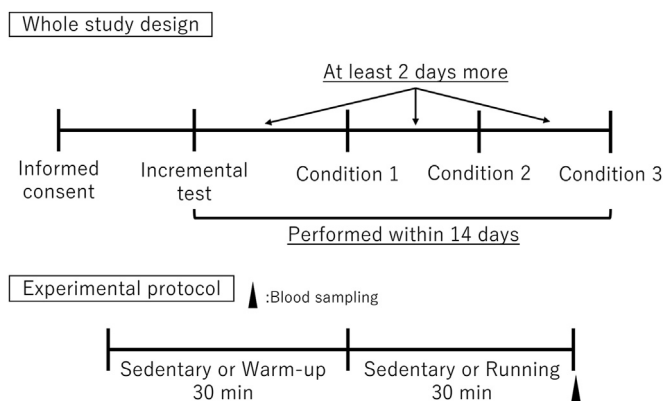 Whole study design
At least 2 days more
Informed
consent
Incremental
test
Condition 1
Condition 2
Condition 3
Performed within 14 days
Experimental protocol
:Blood sampling
Sedentary or Warm-up
30 min
Sedentary or Running
30 min